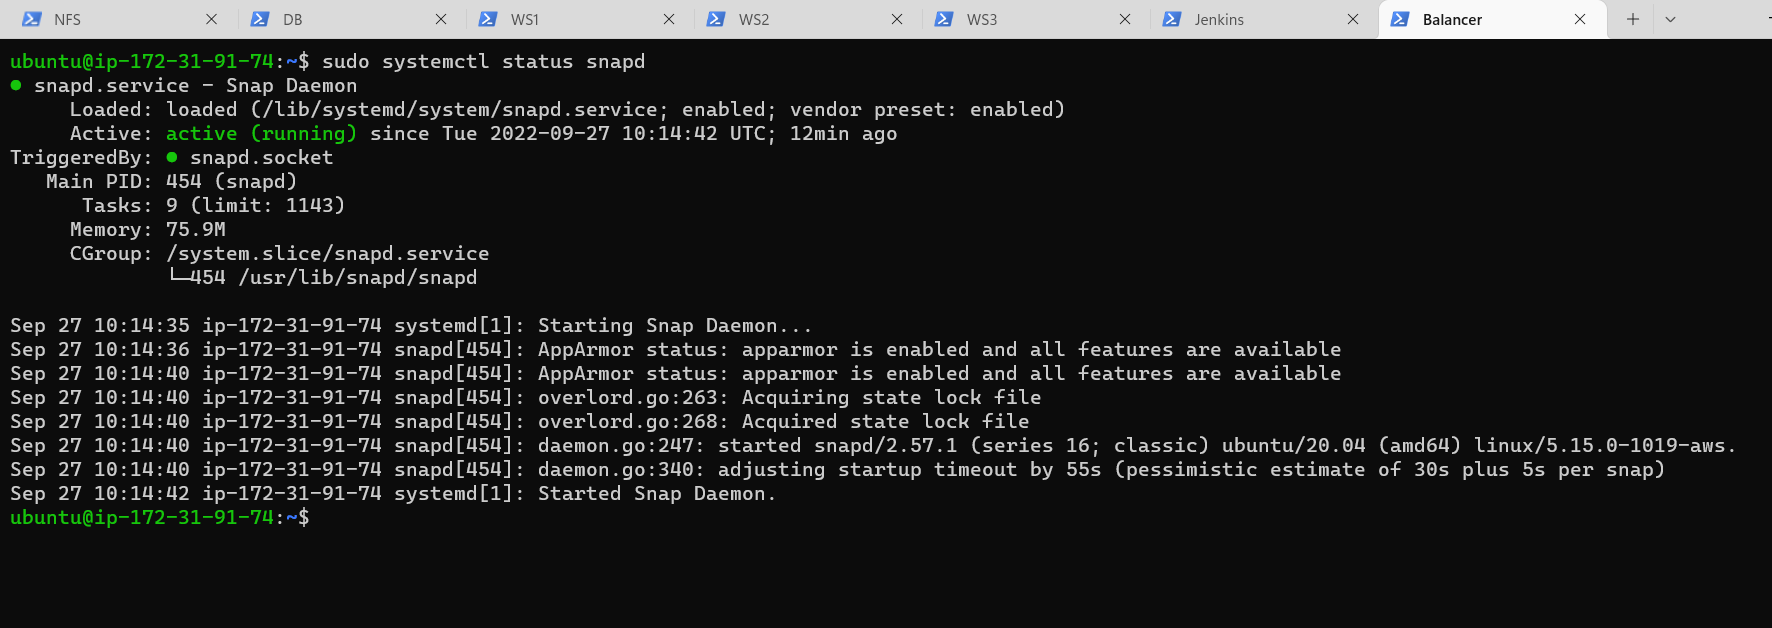 NFS DB WS1 WS2 WS3 Jenkins Balancer
ubuntu@ip-172-31-91-74:~$ sudo systemctl status snapd
● snapd.service - Snap Daemon
Loaded: loaded (/lib/systemd/system/snapd.service; enabled; vendor preset: enabled)
Active: active (running) since Tue 2022-09-27 10:14:42 UTC; 12min ago
TriggeredBy: ● snapd.socket
Main PID: 454 (snapd)
Tasks: 9 (limit: 1143)
Memory: 75.9M
CGroup: /system.slice/snapd.service
└─454 /usr/lib/snapd/snapd
Sep 27 10:14:35 ip-172-31-91-74 systemd[1]: Starting Snap Daemon...
Sep 27 10:14:36 ip-172-31-91-74 snapd[454]: AppArmor status: apparmor is enabled and all features are available
Sep 27 10:14:40 ip-172-31-91-74 snapd[454]: AppArmor status: apparmor is enabled and all features are available
Sep 27 10:14:40 ip-172-31-91-74 snapd[454]: overlord.go:263: Acquiring state lock file
Sep 27 10:14:40 ip-172-31-91-74 snapd[454]: overlord.go:268: Acquired state lock file
Sep 27 10:14:40 ip-172-31-91-74 snapd[454]: daemon.go:247: started snapd/2.57.1 (series 16; classic) ubuntu/20.04 (amd64) linux/5.15.0-1019-aws.
Sep 27 10:14:40 ip-172-31-91-74 snapd[454]: daemon.go:340: adjusting startup timeout by 55s (pessimistic estimate of 30s plus 5s per snap)
Sep 27 10:14:42 ip-172-31-91-74 systemd[1]: Started Snap Daemon.
ubuntu@ip-172-31-91-74:~$